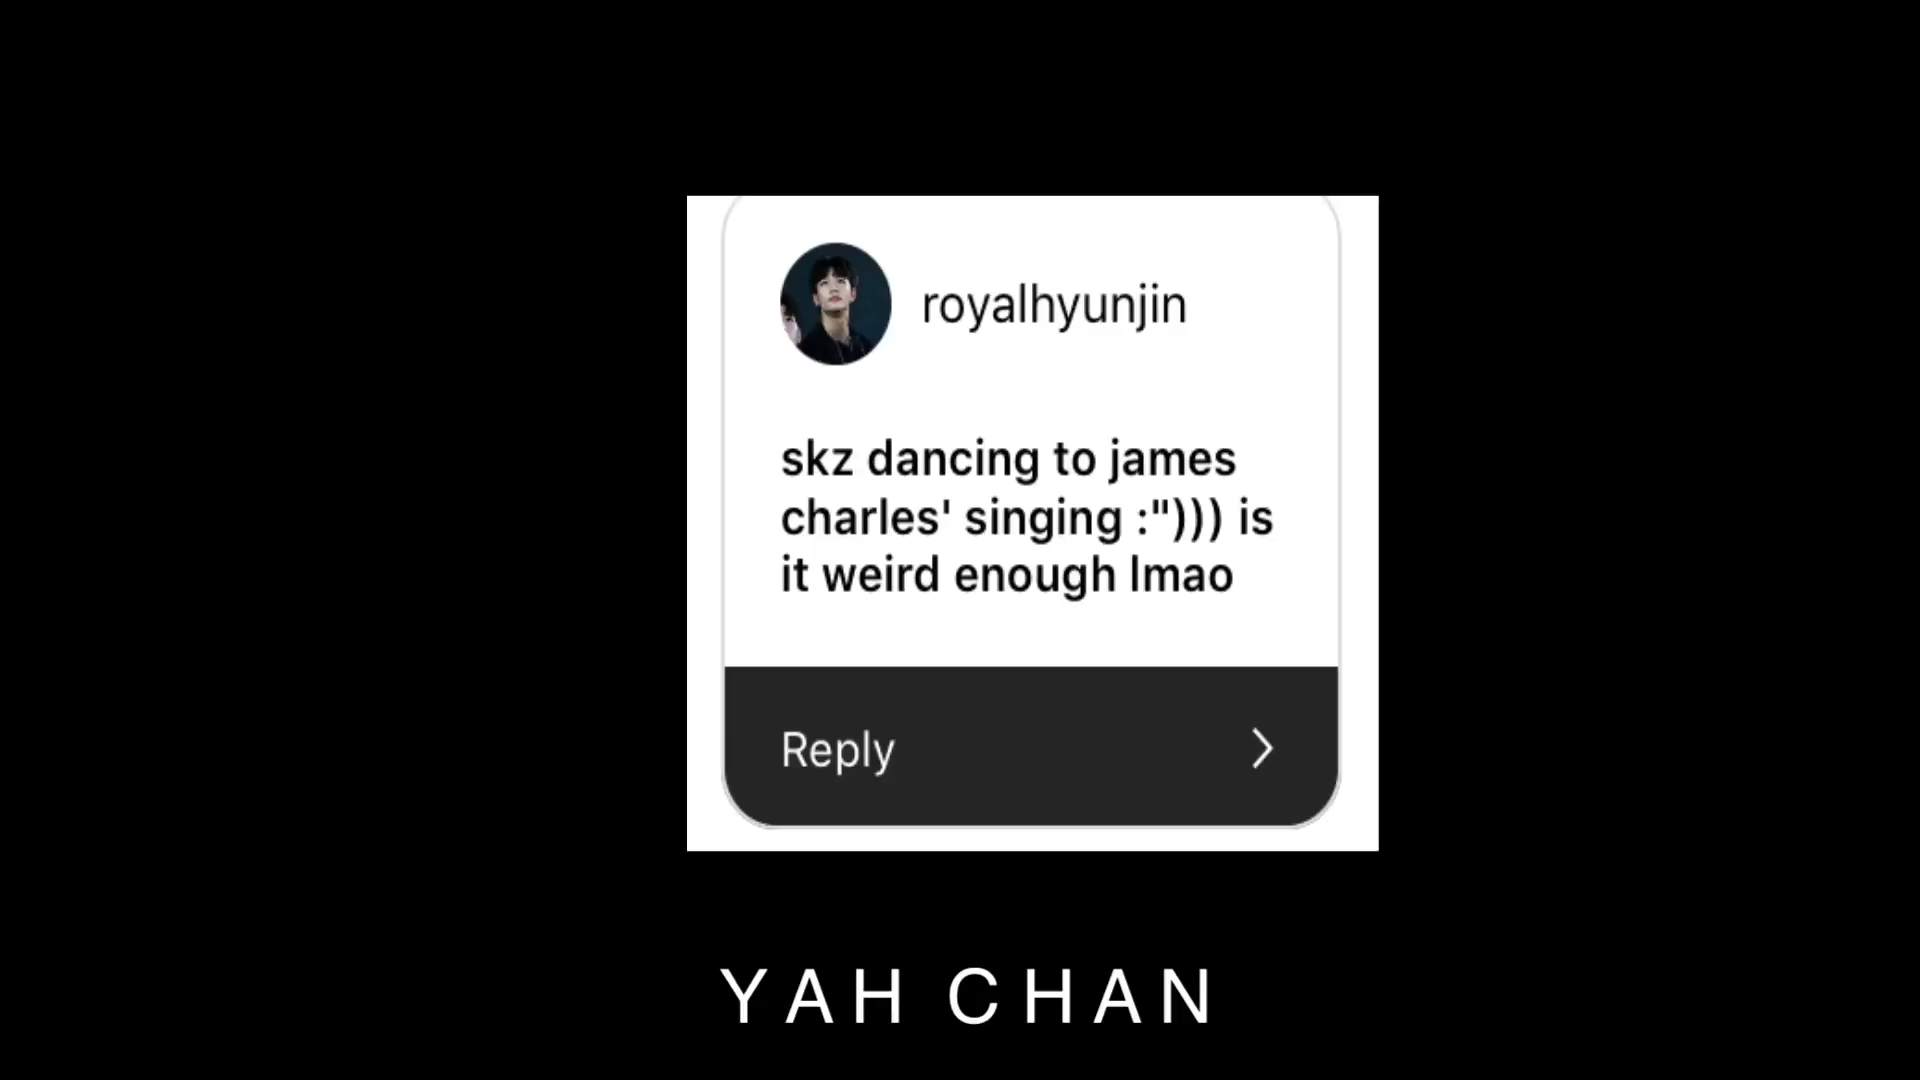 royalhyunjin
skz dancing to james
charles' singing :"))) is
it weird enough lmao
Reply
YAH CHAN